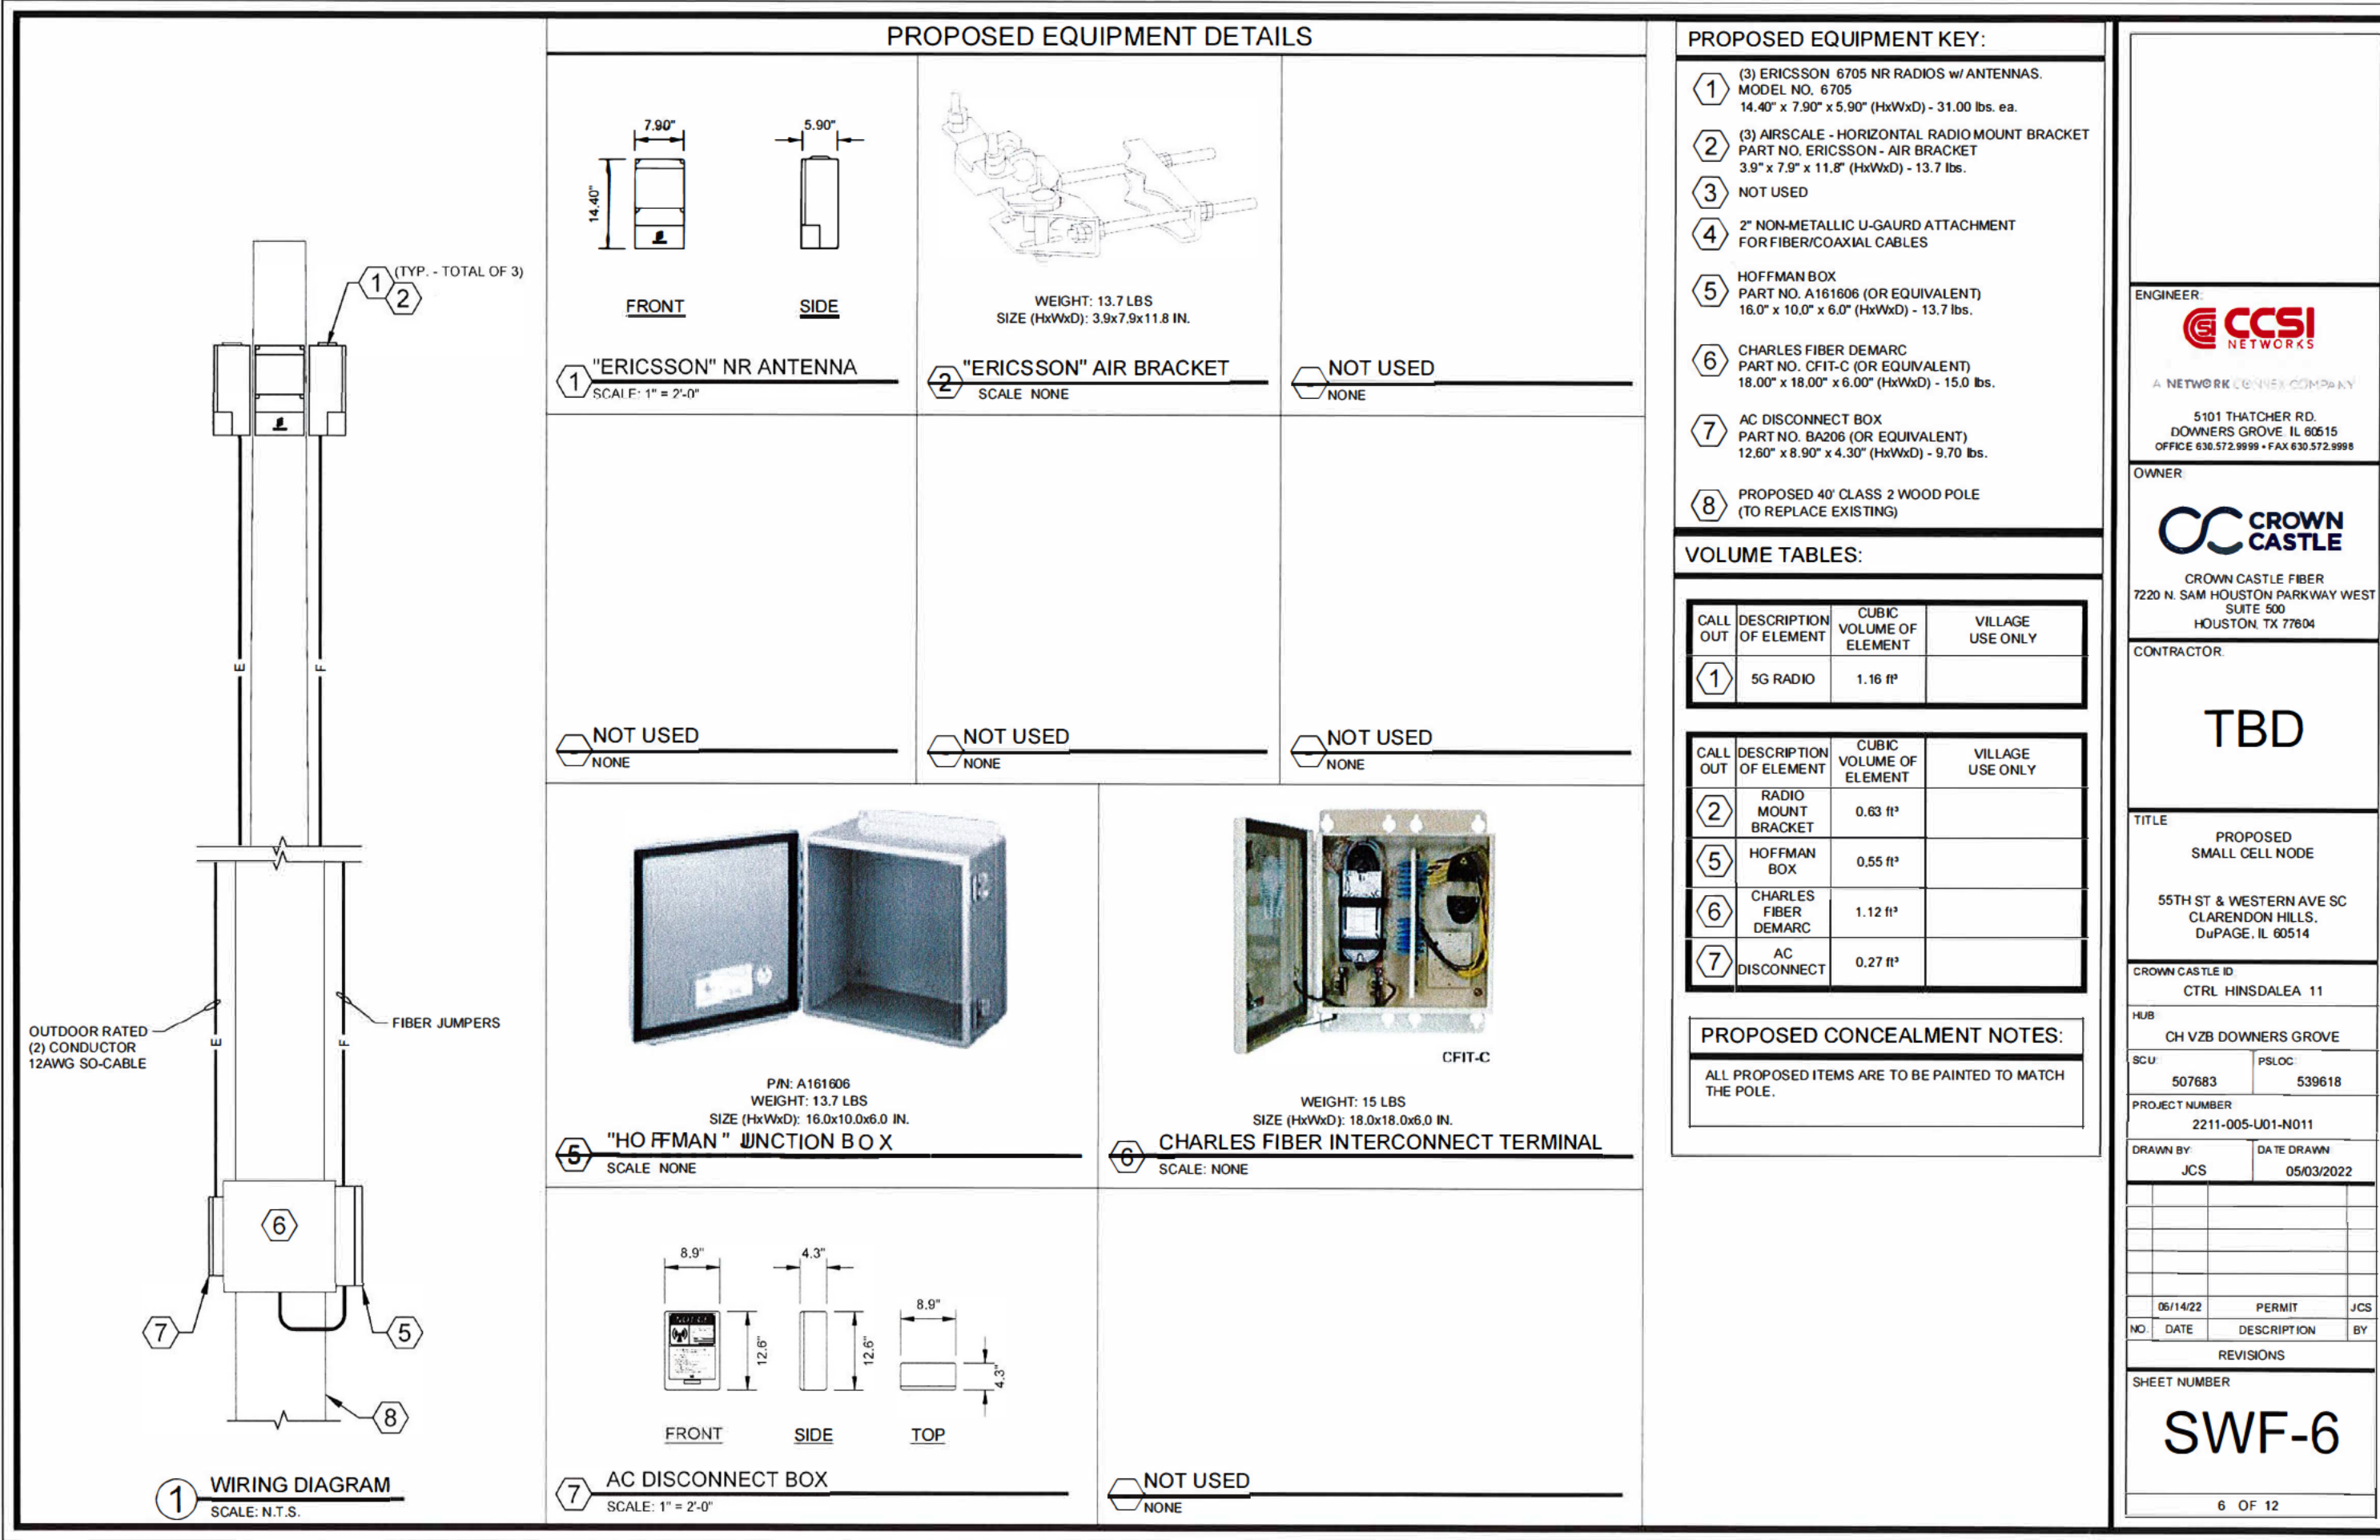 PROPOSED EQUIPMENT DETAILS
(TYP. - TOTAL OF 3)
1
2
E
F
OUTDOOR RATED
(2) CONDUCTOR
12AWG SO-CABLE
FIBER JUMPERS
E
F
6
7
5
8
1
WIRING DIAGRAM
SCALE: N.T.S.
7.90"
5.90"
14.40"
FRONT
SIDE
1
"ERICSSON" NR ANTENNA
SCALE: 1" = 2'-0"
WEIGHT: 13.7 LBS
SIZE (HxWxD): 3.9x7.9x11.8 IN.
2
"ERICSSON" AIR BRACKET
SCALE NONE
NOT USED
NONE
NOT USED
NONE
NOT USED
NONE
NOT USED
NONE
P/N: A161606
WEIGHT: 13.7 LBS
SIZE (HxWxD): 16.0x10.0x6.0 IN.
5
"HOFFMAN" JUNCTION BOX
SCALE NONE
CFIT-C
WEIGHT: 15 LBS
SIZE (HxWxD): 18.0x18.0x6.0 IN.
6
CHARLES FIBER INTERCONNECT TERMINAL
SCALE: NONE
8.9"
4.3"
8.9"
12.6"
12.6"
4.3"
FRONT
SIDE
TOP
7
AC DISCONNECT BOX
SCALE: 1" = 2'-0"
NOT USED
NONE
PROPOSED EQUIPMENT KEY:
1
(3) ERICSSON 6705 NR RADIOS w/ ANTENNAS.
MODEL NO. 6705
14.40" x 7.90" x 5.90" (HxWxD) - 31.00 lbs. ea.
2
(3) AIRSCALE - HORIZONTAL RADIO MOUNT BRACKET
PART NO. ERICSSON - AIR BRACKET
3.9" x 7.9" x 11.8" (HxWxD) - 13.7 lbs.
3
NOT USED
4
2" NON-METALLIC U-GAURD ATTACHMENT
FOR FIBER/COAXIAL CABLES
5
HOFFMAN BOX
PART NO. A161606 (OR EQUIVALENT)
16.0" x 10.0" x 6.0" (HxWxD) - 13.7 lbs.
6
CHARLES FIBER DEMARC
PART NO. CFIT-C (OR EQUIVALENT)
18.00" x 18.00" x 6.00" (HxWxD) - 15.0 lbs.
7
AC DISCONNECT BOX
PART NO. BA206 (OR EQUIVALENT)
12.60" x 8.90" x 4.30" (HxWxD) - 9.70 lbs.
8
PROPOSED 40' CLASS 2 WOOD POLE
(TO REPLACE EXISTING)
VOLUME TABLES:
CALL OUT DESCRIPTION OF ELEMENT CUBIC VOLUME OF ELEMENT VILLAGE USE ONLY
1 5G RADIO 1.16 ft³
CALL OUT DESCRIPTION OF ELEMENT CUBIC VOLUME OF ELEMENT VILLAGE USE ONLY
2 RADIO MOUNT BRACKET 0.63 ft³
5 HOFFMAN BOX 0.55 ft³
6 CHARLES FIBER DEMARC 1.12 ft³
7 AC DISCONNECT 0.27 ft³
PROPOSED CONCEALMENT NOTES:
ALL PROPOSED ITEMS ARE TO BE PAINTED TO MATCH
THE POLE.
ENGINEER:
CCSI
NETWORKS
A NETWORK CONNEX COMPANY
5101 THATCHER RD.
DOWNERS GROVE IL 60515
OFFICE 630.572.9999 • FAX 630.572.9998
OWNER
CROWN
CASTLE
CROWN CASTLE FIBER
7220 N. SAM HOUSTON PARKWAY WEST
SUITE 500
HOUSTON, TX 77604
CONTRACTOR
TBD
TITLE
PROPOSED
SMALL CELL NODE
55TH ST & WESTERN AVE SC
CLARENDON HILLS,
DuPAGE, IL 60514
CROWN CASTLE ID
CTRL HINSDALEA 11
HUB
CH VZB DOWNERS GROVE
SCU: PSLOC:
507683 539618
PROJECT NUMBER
2211-005-U01-N011
DRAWN BY DATE DRAWN
JCS 05/03/2022
06/14/22 PERMIT JCS
NO. DATE DESCRIPTION BY
REVISIONS
SHEET NUMBER
SWF-6
6 OF 12